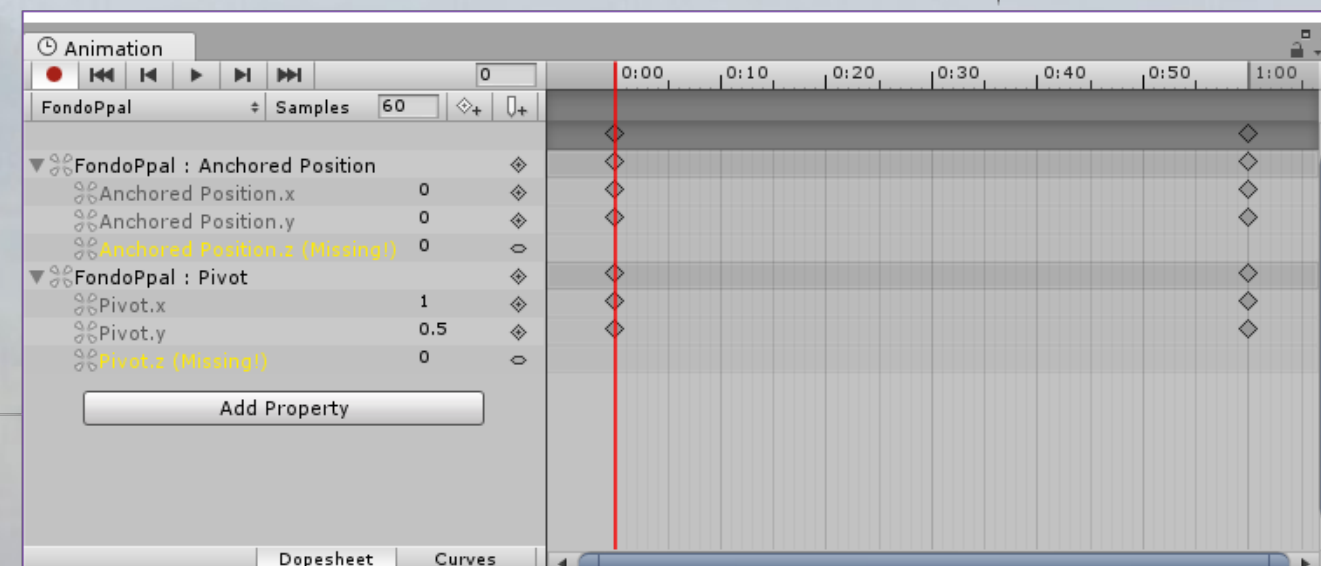 Animation
0 0:00 0:10 0:20 0:30 0:40 0:50 1:00
FondoPpal Samples 60
FondoPpal : Anchored Position
Anchored Position.x 0
Anchored Position.y 0
Anchored Position.z (Missing!) 0
FondoPpal : Pivot
Pivot.x 1
Pivot.y 0.5
Pivot.z (Missing!) 0
Add Property
Dopesheet Curves